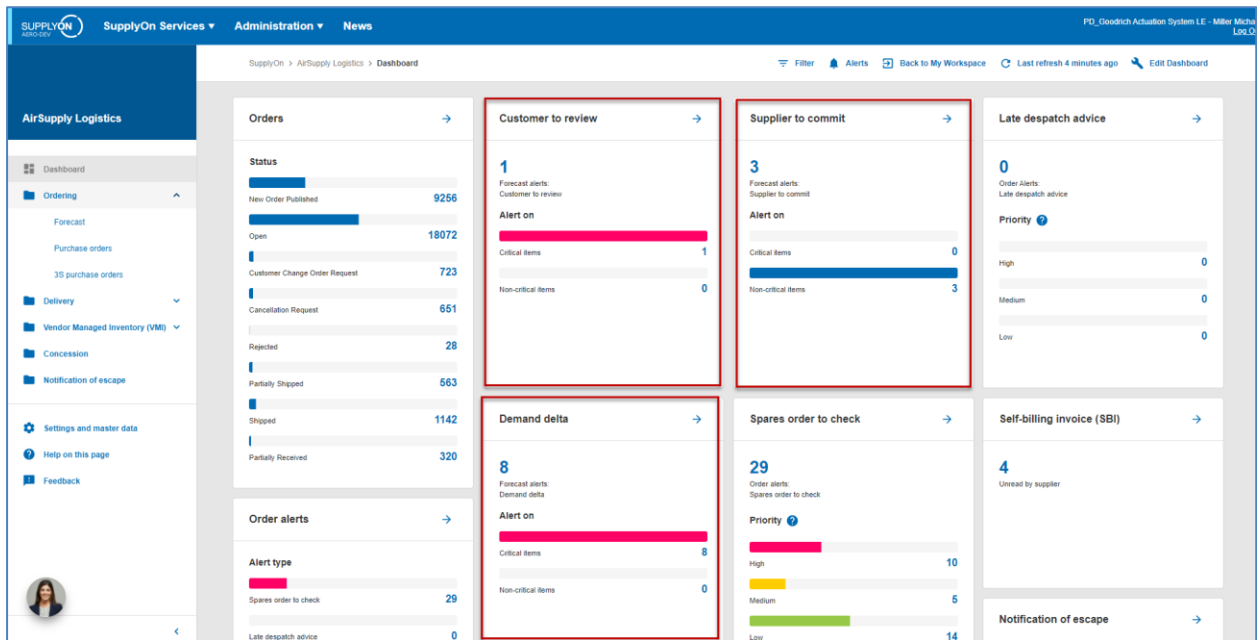 SUPPLYON
AERO-DEV
SupplyOn Services
Administration
News
PD_Goodrich Actuation System LE - Miller Micha
Log O
SupplyOn > AirSupply Logistics > Dashboard
Filter
Alerts
Back to My Workspace
Last refresh 4 minutes ago
Edit Dashboard
AirSupply Logistics
Dashboard
Ordering
Forecast
Purchase orders
3S purchase orders
Delivery
Vendor Managed Inventory (VMI)
Concession
Notification of escape
Settings and master data
Help on this page
Feedback
Orders
Status
New Order Published 9256
Open 18072
Customer Change Order Request 723
Cancellation Request 651
Rejected 28
Partially Shipped 563
Shipped 1142
Partially Received 320
Order alerts
Alert type
Spares order to check 29
Late despatch advice 0
Customer to review
1
Forecast alerts:
Customer to review
Alert on
Critical items 1
Non-critical items 0
Demand delta
8
Forecast alerts:
Demand delta
Alert on
Critical items 8
Non-critical items 0
Supplier to commit
3
Forecast alerts:
Supplier to commit
Alert on
Critical items 0
Non-critical items 3
Spares order to check
29
Order alerts:
Spares order to check
Priority
High 10
Medium 5
Low 14
Late despatch advice
0
Order Alerts:
Late despatch advice
Priority
High 0
Medium 0
Low 0
Self-billing invoice (SBI)
4
Unread by supplier
Notification of escape